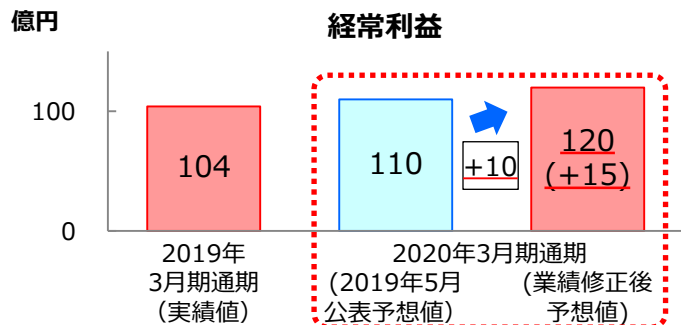 億円
経常利益
100
0
104
110
+10
120
(+15)
2019年
3月期通期
（実績値）
2020年3月期通期
(2019年5月
公表予想値）
(業績修正後
予想値)